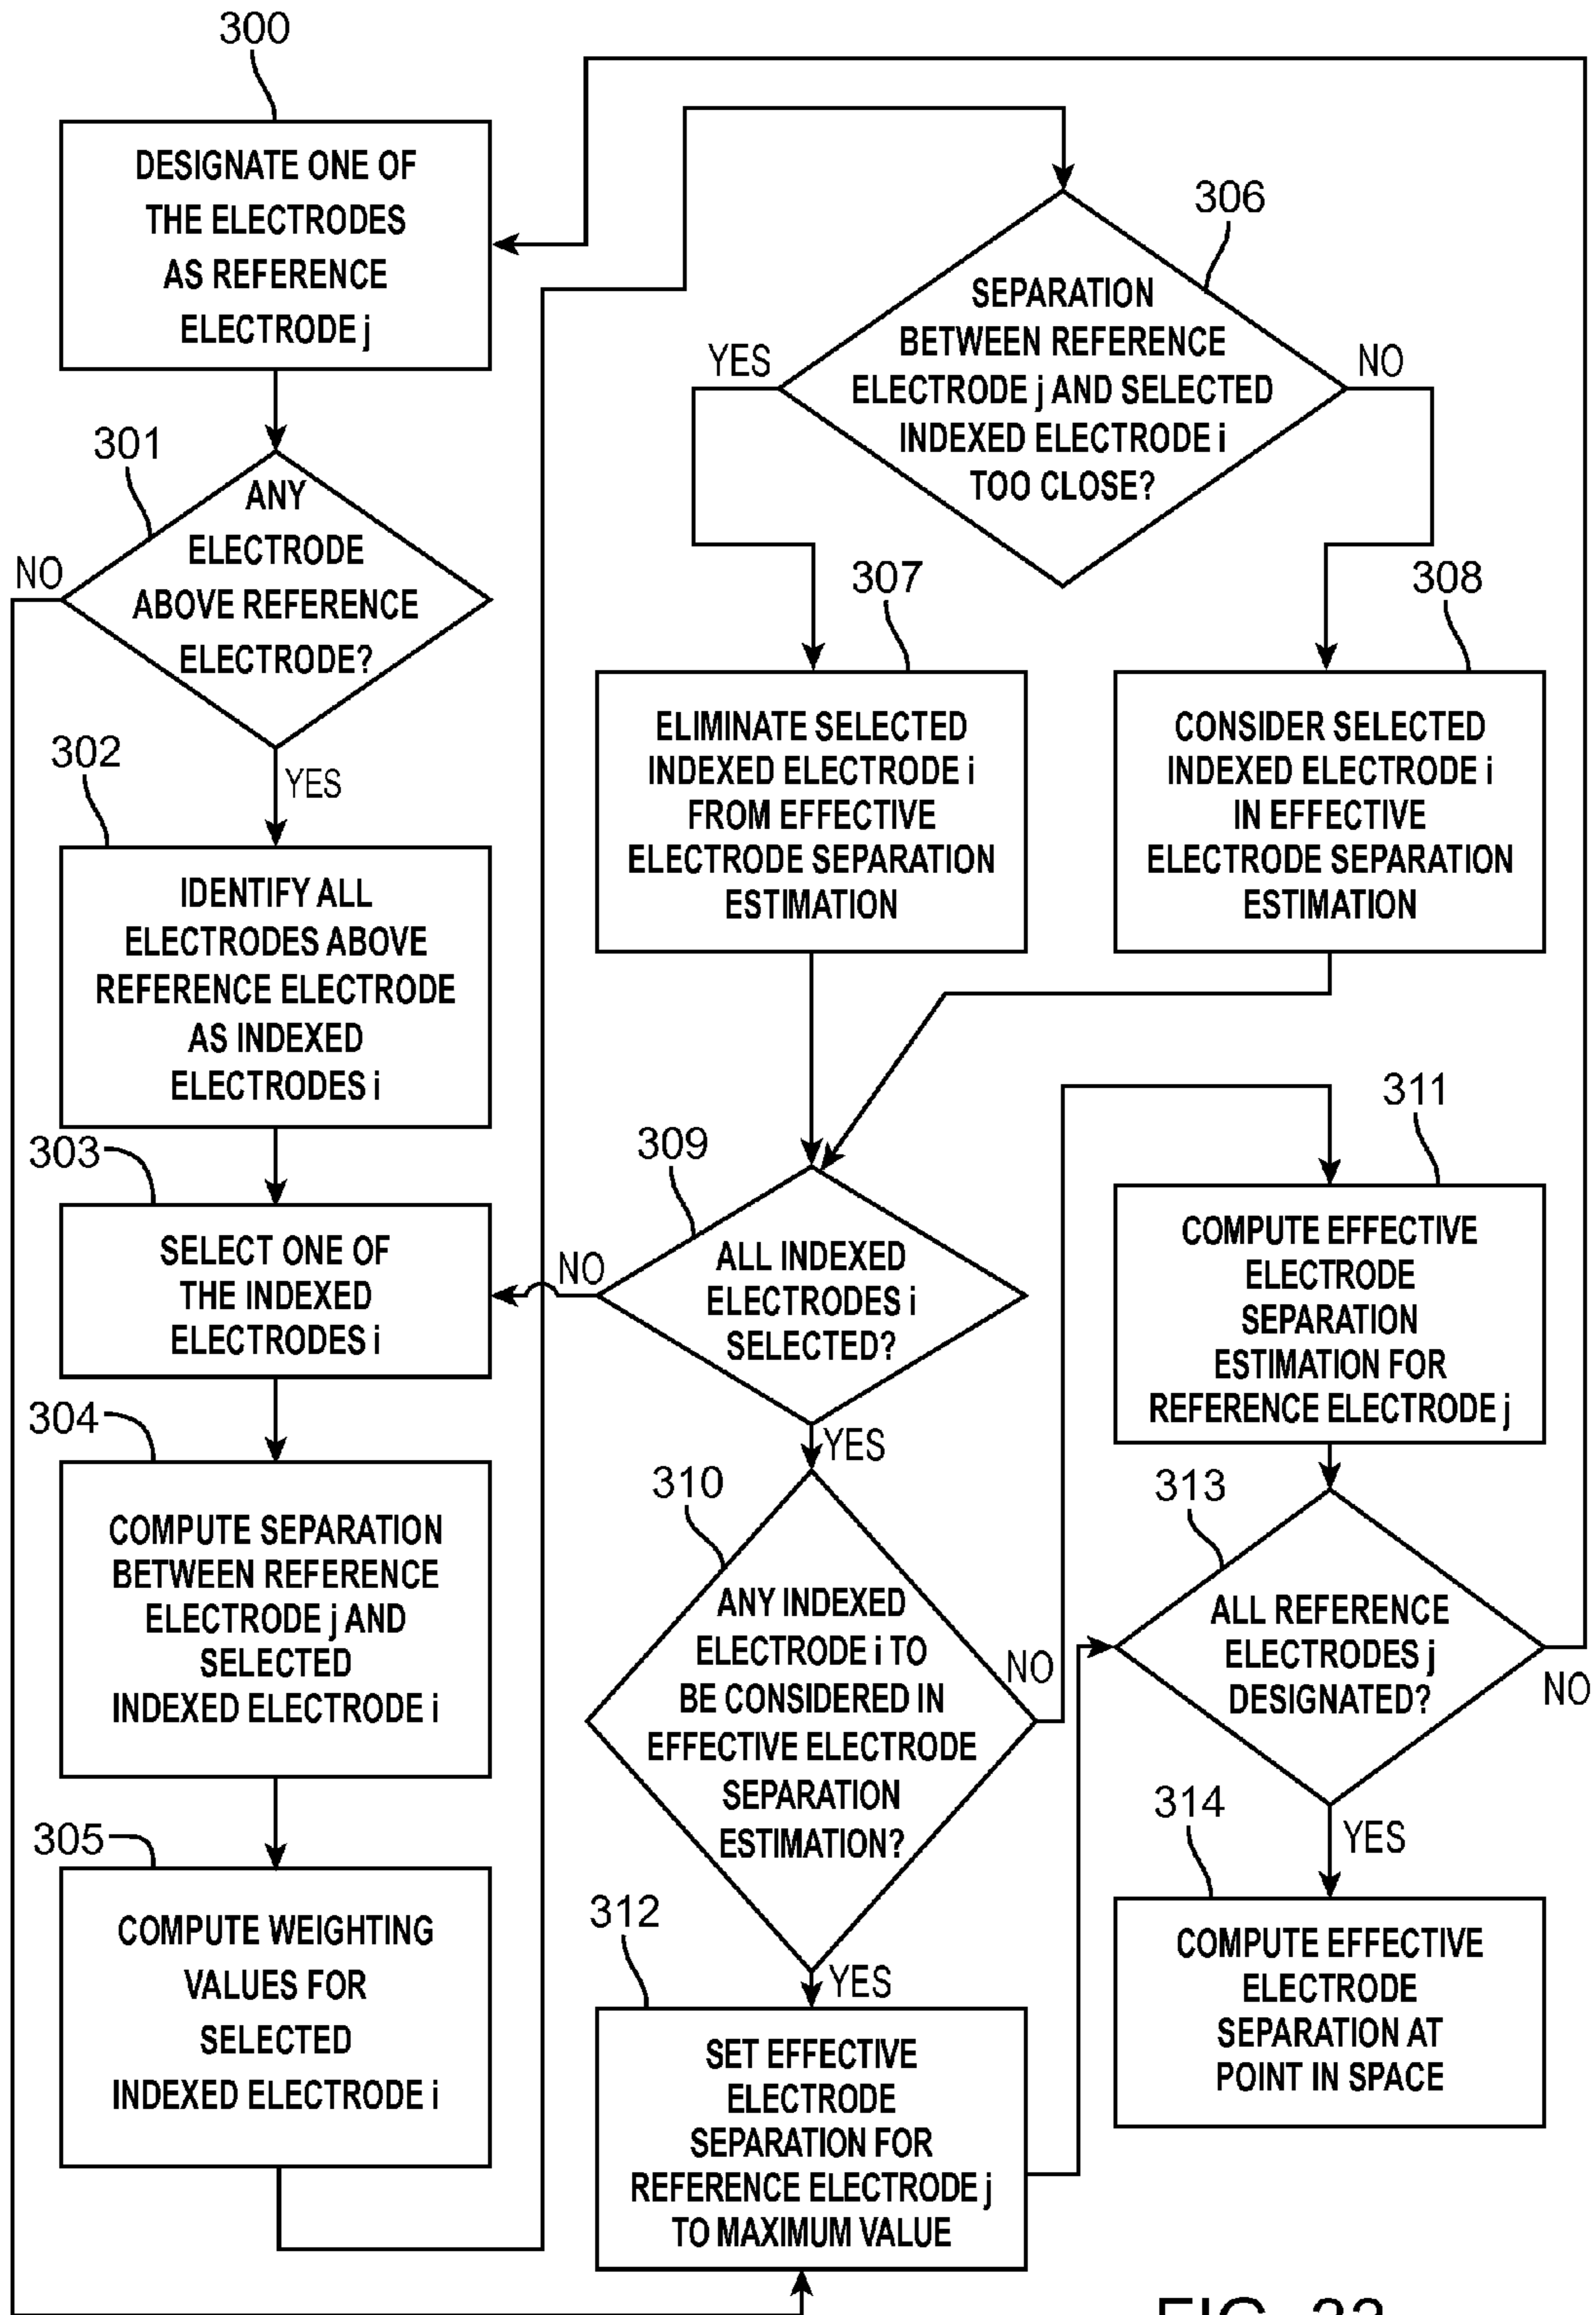 300
DESIGNATE ONE OF
THE ELECTRODES
AS REFERENCE
ELECTRODE j
301
ANY
ELECTRODE
ABOVE REFERENCE
ELECTRODE?
NO
YES
302
IDENTIFY ALL
ELECTRODES ABOVE
REFERENCE ELECTRODE
AS INDEXED
ELECTRODES i
303
SELECT ONE OF
THE INDEXED
ELECTRODES i
304
COMPUTE SEPARATION
BETWEEN REFERENCE
ELECTRODE j AND
SELECTED
INDEXED ELECTRODE i
305
COMPUTE WEIGHTING
VALUES FOR
SELECTED
INDEXED ELECTRODE i
306
SEPARATION
BETWEEN REFERENCE
ELECTRODE j AND SELECTED
INDEXED ELECTRODE i
TOO CLOSE?
YES
NO
307
ELIMINATE SELECTED
INDEXED ELECTRODE i
FROM EFFECTIVE
ELECTRODE SEPARATION
ESTIMATION
308
CONSIDER SELECTED
INDEXED ELECTRODE i
IN EFFECTIVE
ELECTRODE SEPARATION
ESTIMATION
309
ALL INDEXED
ELECTRODES i
SELECTED?
NO
YES
310
ANY INDEXED
ELECTRODE i TO
BE CONSIDERED IN
EFFECTIVE ELECTRODE
SEPARATION
ESTIMATION?
NO
YES
311
COMPUTE EFFECTIVE
ELECTRODE
SEPARATION
ESTIMATION FOR
REFERENCE ELECTRODE j
312
SET EFFECTIVE
ELECTRODE
SEPARATION FOR
REFERENCE ELECTRODE j
TO MAXIMUM VALUE
313
ALL REFERENCE
ELECTRODES j
DESIGNATED?
NO
YES
314
COMPUTE EFFECTIVE
ELECTRODE
SEPARATION AT
POINT IN SPACE